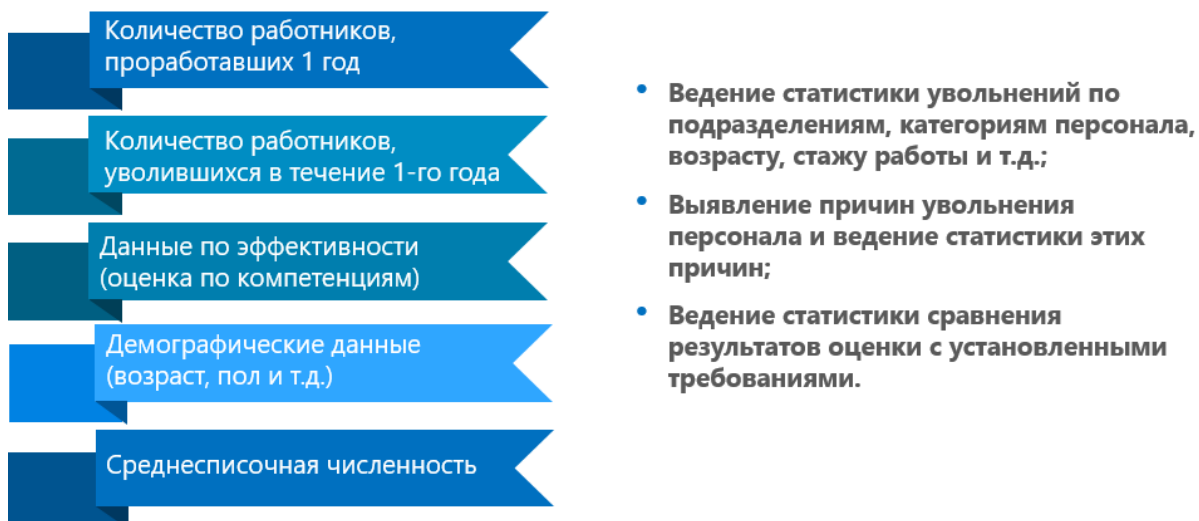 Количество работников,
проработавших 1 год
Количество работников,
уволившихся в течение 1-го года
Данные по эффективности
(оценка по компетенциям)
Демографические данные
(возраст, пол и т.д.)
Среднесписочная численность
• Ведение статистики увольнений по
подразделениям, категориям персонала,
возрасту, стажу работы и т.д.;
• Выявление причин увольнения
персонала и ведение статистики этих
причин;
• Ведение статистики сравнения
результатов оценки с установленными
требованиями.